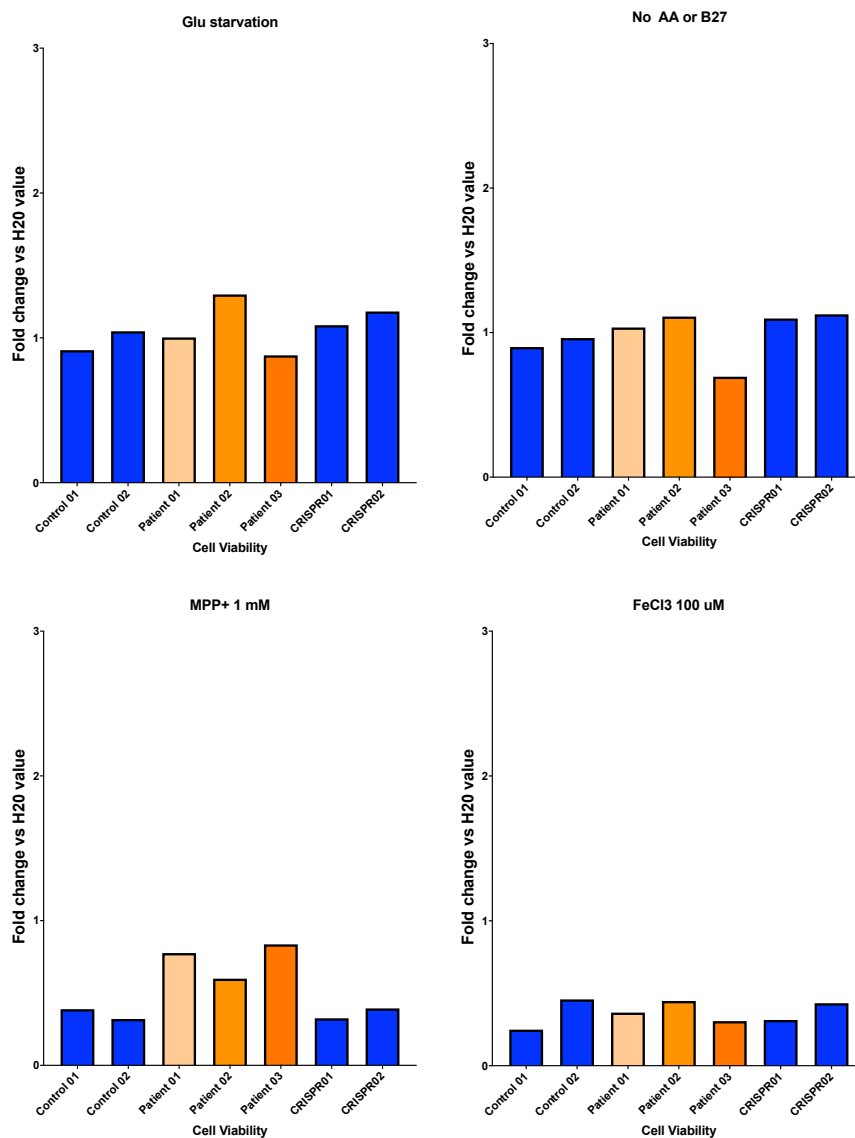 Glu starvation
Fold change vs H20 value
3
2
1
0
Control 01
Control 02
Patient 01
Patient 02
Patient 03
CRISPR01
CRISPR02
Cell Viability
No AA or B27
Fold change vs H20 value
3
2
1
0
Control 01
Control 02
Patient 01
Patient 02
Patient 03
CRISPR01
CRISPR02
Cell Viability
MPP+ 1 mM
Fold change vs H20 value
3
2
1
0
Control 01
Control 02
Patient 01
Patient 02
Patient 03
CRISPR01
CRISPR02
Cell Viability
FeCl3 100 uM
Fold change vs H20 value
3
2
1
0
Control 01
Control 02
Patient 01
Patient 02
Patient 03
CRISPR01
CRISPR02
Cell Viability